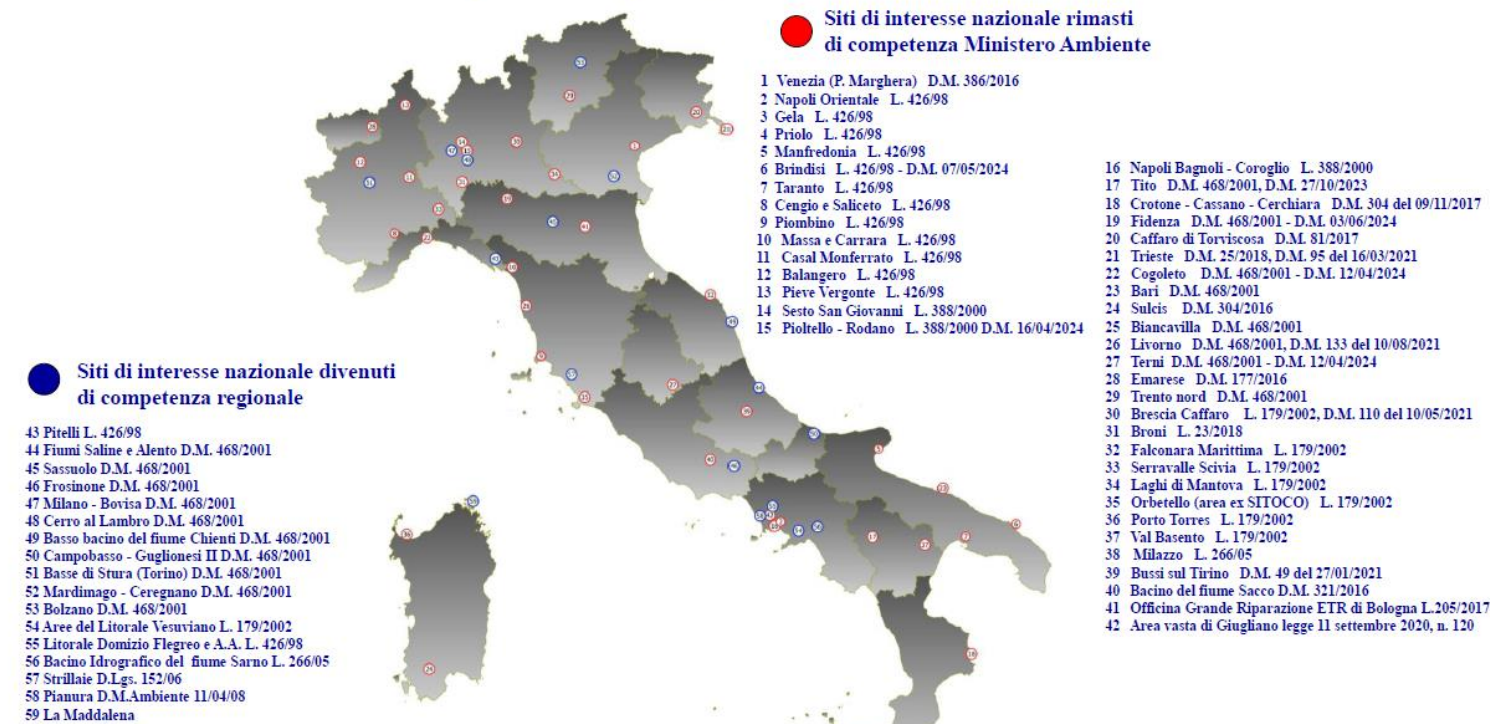 Siti di interesse nazionale rimasti
di competenza Ministero Ambiente
1 Venezia (P. Marghera) D.M. 386/2016
2 Napoli Orientale L. 426/98
3 Gela L. 426/98
4 Priolo L. 426/98
5 Manfredonia L. 426/98
6 Brindisi L. 426/98 - D.M. 07/05/2024
7 Taranto L. 426/98
8 Cengio e Saliceto L. 426/98
9 Piombino L. 426/98
10 Massa e Carrara L. 426/98
11 Casal Monferrato L. 426/98
12 Balangero L. 426/98
13 Pieve Vergonte L. 426/98
14 Sesto San Giovanni L. 388/2000
15 Pioltello - Rodano L. 388/2000 D.M. 16/04/2024
16 Napoli Bagnoli - Coroglio L. 388/2000
17 Tito D.M. 468/2001, D.M. 27/10/2023
18 Crotone - Cassano - Cerchiara D.M. 304 del 09/11/2017
19 Fidenza D.M. 468/2001 - D.M. 03/06/2024
20 Caffaro di Torviscosa D.M. 81/2017
21 Trieste D.M. 25/2018, D.M. 95 del 16/03/2021
22 Cogoleto D.M. 468/2001 - D.M. 12/04/2024
23 Bari D.M. 468/2001
24 Sulcis D.M. 304/2016
25 Biancavilla D.M. 468/2001
26 Livorno D.M. 468/2001, D.M. 133 del 10/08/2021
27 Terni D.M. 468/2001 - D.M. 12/04/2024
28 Emarese D.M. 177/2016
29 Trento nord D.M. 468/2001
30 Brescia Caffaro L. 179/2002, D.M. 110 del 10/05/2021
31 Broni L. 23/2018
32 Falconara Marittima L. 179/2002
33 Serravalle Scivia L. 179/2002
34 Laghi di Mantova L. 179/2002
35 Orbetello (area ex SITOCO) L. 179/2002
36 Porto Torres L. 179/2002
37 Val Basento L. 179/2002
38 Milazzo L. 266/05
39 Bussi sul Tirino D.M. 49 del 27/01/2021
40 Bacino del fiume Sacco D.M. 321/2016
41 Officina Grande Riparazione ETR di Bologna L.205/2017
42 Area vasta di Giugliano legge 11 settembre 2020, n. 120
Siti di interesse nazionale divenuti
di competenza regionale
43 Pitelli L. 426/98
44 Fiumi Saline e Alento D.M. 468/2001
45 Sassuolo D.M. 468/2001
46 Frosinone D.M. 468/2001
47 Milano - Bovisa D.M. 468/2001
48 Cerro al Lambro D.M. 468/2001
49 Basso bacino del fiume Chienti D.M. 468/2001
50 Campobasso - Guglionesi II D.M. 468/2001
51 Basse di Stura (Torino) D.M. 468/2001
52 Mardimago - Ceregnano D.M. 468/2001
53 Bolzano D.M. 468/2001
54 Aree del Litorale Vesuviano L. 179/2002
55 Litorale Domizio Flegreo e A.A. L. 426/98
56 Bacino Idrografico del fiume Sarno L. 266/05
57 Strillaie D.Lgs. 152/06
58 Pianura D.M.Ambiente 11/04/08
59 La Maddalena